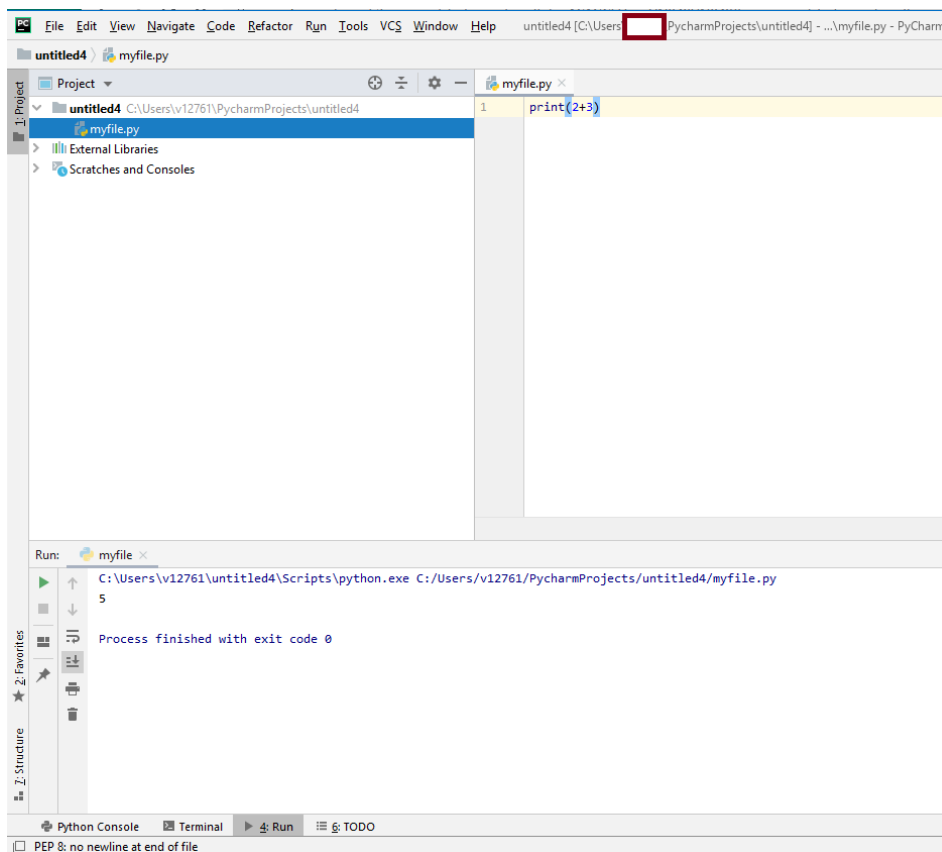 PC File Edit View Navigate Code Refactor Run Tools VCS Window Help untitled4 [C:\Users PycharmProjects\untitled4] - ...\myfile.py - PyCharm
untitled4 myfile.py
1: Project
Project
untitled4 C:\Users\v12761\PycharmProjects\untitled4
myfile.py
External Libraries
Scratches and Consoles
myfile.py
1 print(2+3)
Run: myfile
C:\Users\v12761\untitled4\Scripts\python.exe C:/Users/v12761/PycharmProjects/untitled4/myfile.py
5
Process finished with exit code 0
2: Favorites
7: Structure
Python Console Terminal 4: Run 6: TODO
PEP 8: no newline at end of file